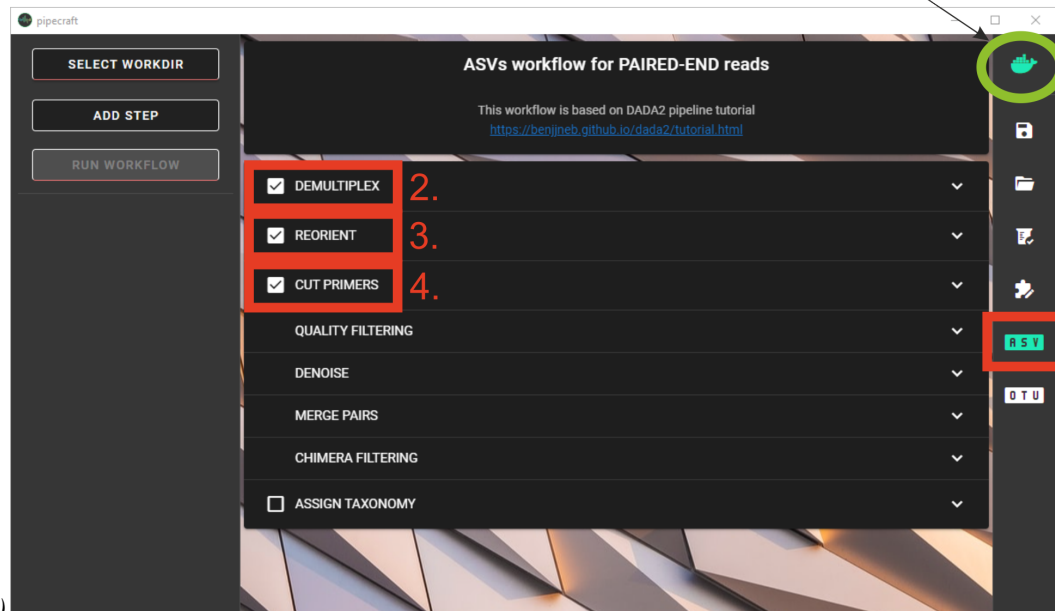 pipecraft
SELECT WORKDIR
ADD STEP
RUN WORKFLOW
ASVs workflow for PAIRED-END reads
This workflow is based on DADA2 pipeline tutorial
https://benjjneb.github.io/dada2/tutorial.html
DEMULTIPLEX 2.
REORIENT 3.
CUT PRIMERS 4.
QUALITY FILTERING
DENOISE
MERGE PAIRS
CHIMERA FILTERING
ASSIGN TAXONOMY
ASV
OTU
)